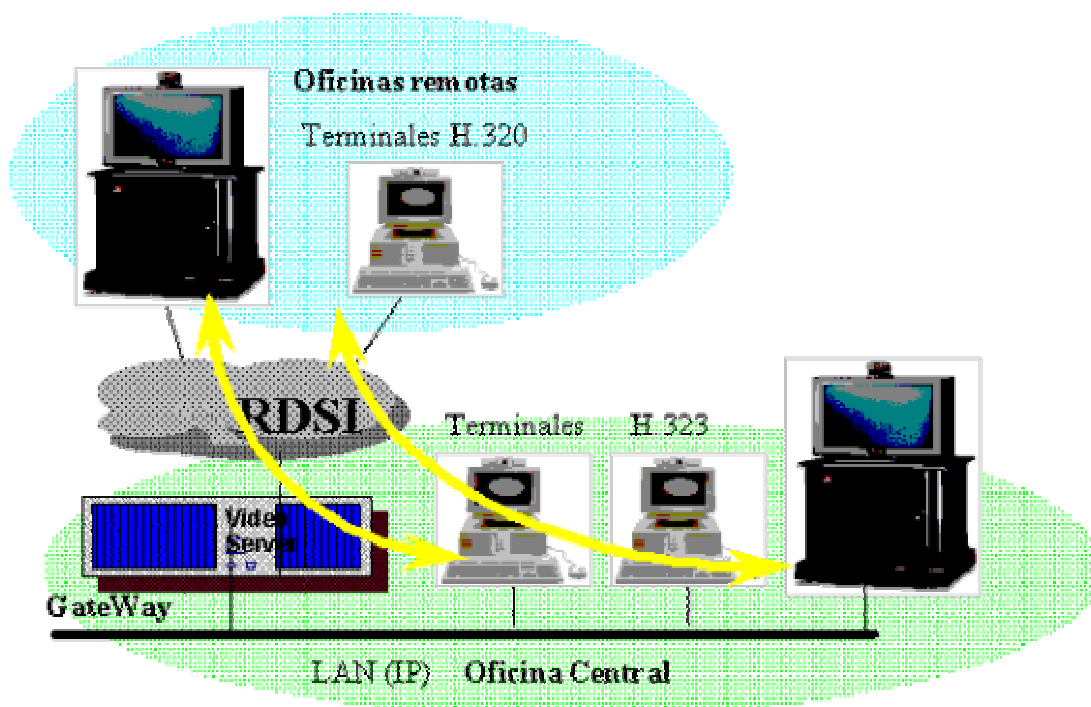 Oficinas remotas
Terminales H.320
RDSI
Terminales H.323
Video
Server
GateWay
LAN (IP) Oficina Central